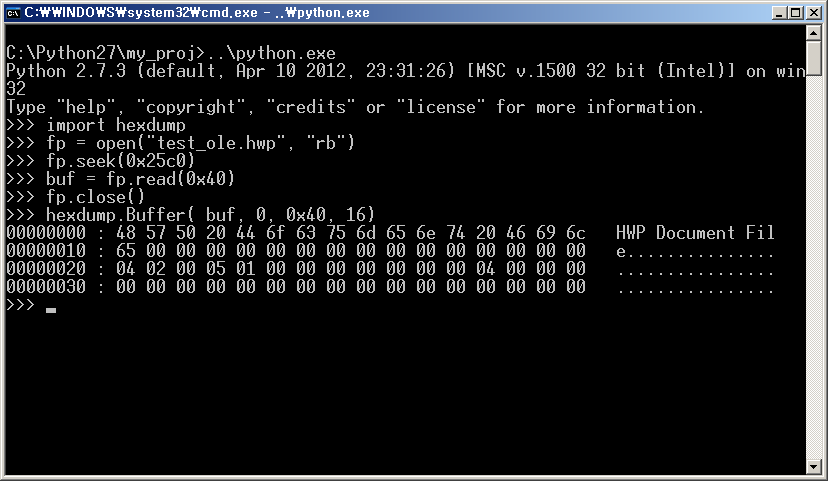 C:₩WINDOWS₩system32₩cmd.exe - ..₩python.exe
C:\Python27\my_proj>..\python.exe
Python 2.7.3 (default, Apr 10 2012, 23:31:26) [MSC v.1500 32 bit (Intel)] on win
32
Type "help", "copyright", "credits" or "license" for more information.
>>> import hexdump
>>> fp = open("test_ole.hwp", "rb")
>>> fp.seek(0x25c0)
>>> buf = fp.read(0x40)
>>> fp.close()
>>> hexdump.Buffer( buf, 0, 0x40, 16)
00000000 : 48 57 50 20 44 6f 63 75 6d 65 6e 74 20 46 69 6c   HWP Document Fil
00000010 : 65 00 00 00 00 00 00 00 00 00 00 00 00 00 00 00   e...............
00000020 : 04 02 00 05 01 00 00 00 00 00 00 00 04 00 00 00   ................
00000030 : 00 00 00 00 00 00 00 00 00 00 00 00 00 00 00 00   ................
>>> _